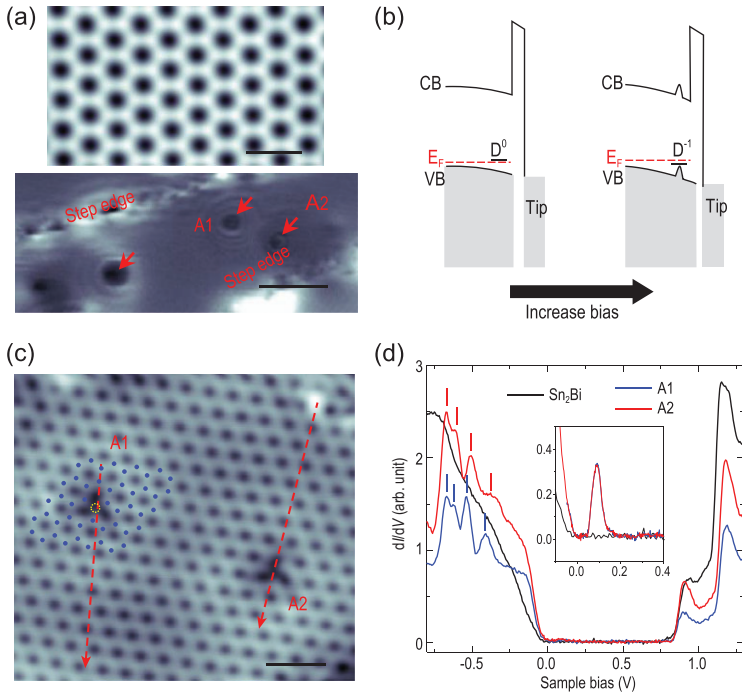 (a)
Step edge
A1
A2
Step edge
(b)
CB
E_F
VB
D⁰
Tip
CB
E_F
VB
D⁻¹
Tip
Increase bias
(c)
A1
A2
(d)
dI/dV (arb. unit)
3
2
1
0
Sn₂Bi
A1
A2
0.4
0.2
0.0
0.0 0.2 0.4
-0.5 0.0 0.5 1.0
Sample bias (V)